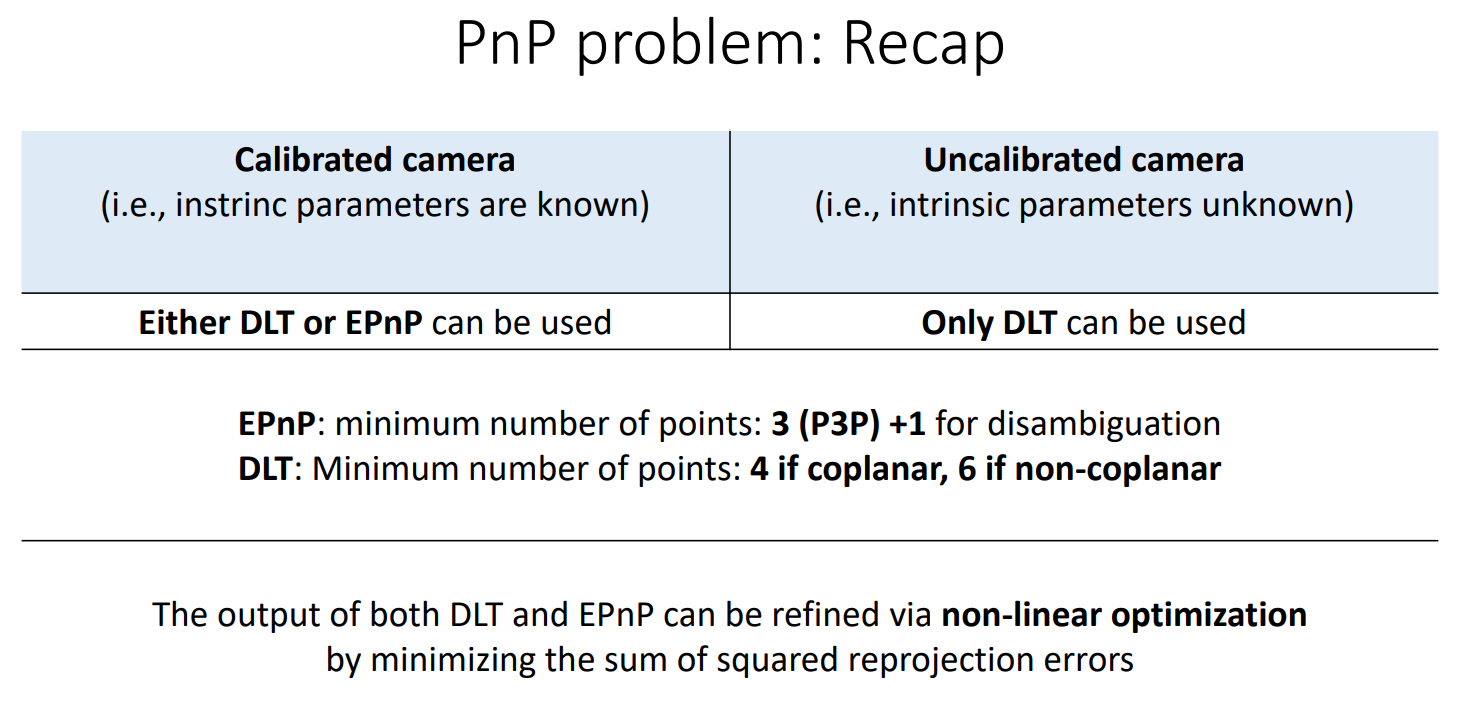 PnP problem: Recap
Calibrated camera
(i.e., instrinc parameters are known)
Uncalibrated camera
(i.e., intrinsic parameters unknown)
Either DLT or EPnP can be used
Only DLT can be used
EPnP: minimum number of points: 3 (P3P) +1 for disambiguation
DLT: Minimum number of points: 4 if coplanar, 6 if non-coplanar
The output of both DLT and EPnP can be refined via non-linear optimization
by minimizing the sum of squared reprojection errors